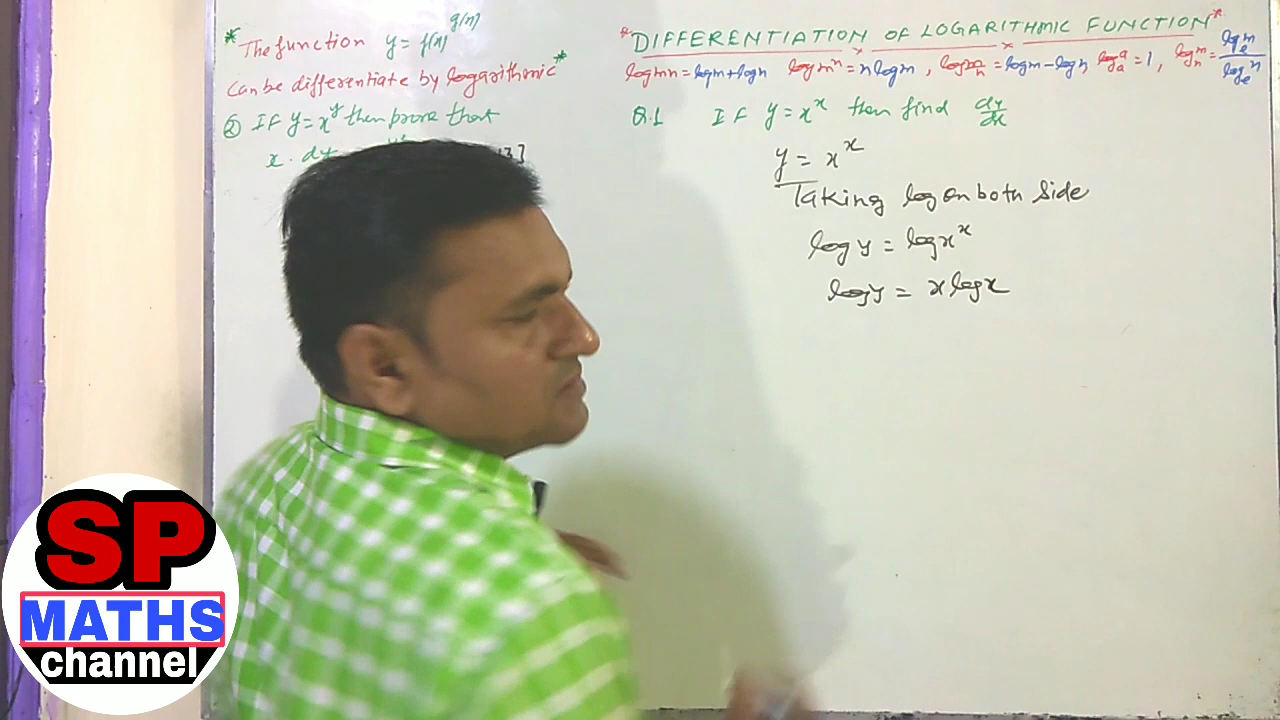 * The function y = f(x)^g(x)
can be differentiate by logarithmic *
② IF y = x^y then prove that
x . dy
* DIFFERENTIATION OF LOGARITHMIC FUNCTION *
log mn = log m + log n log m^n = n log m , log m/n = log m - log n, log_a a = 1 , log_n m = log_e m / log_e n
Q.1 IF y = x^x then find dy/dx
y = x^x
Taking log on both side
log y = log x^x
log y = x log x
SP
MATHS
channel